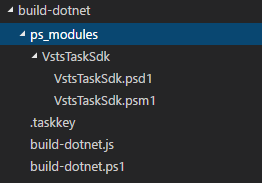 build-dotnet
ps_modules
VstsTaskSdk
VstsTaskSdk.psd1
VstsTaskSdk.psm1
.taskkey
build-dotnet.js
build-dotnet.ps1